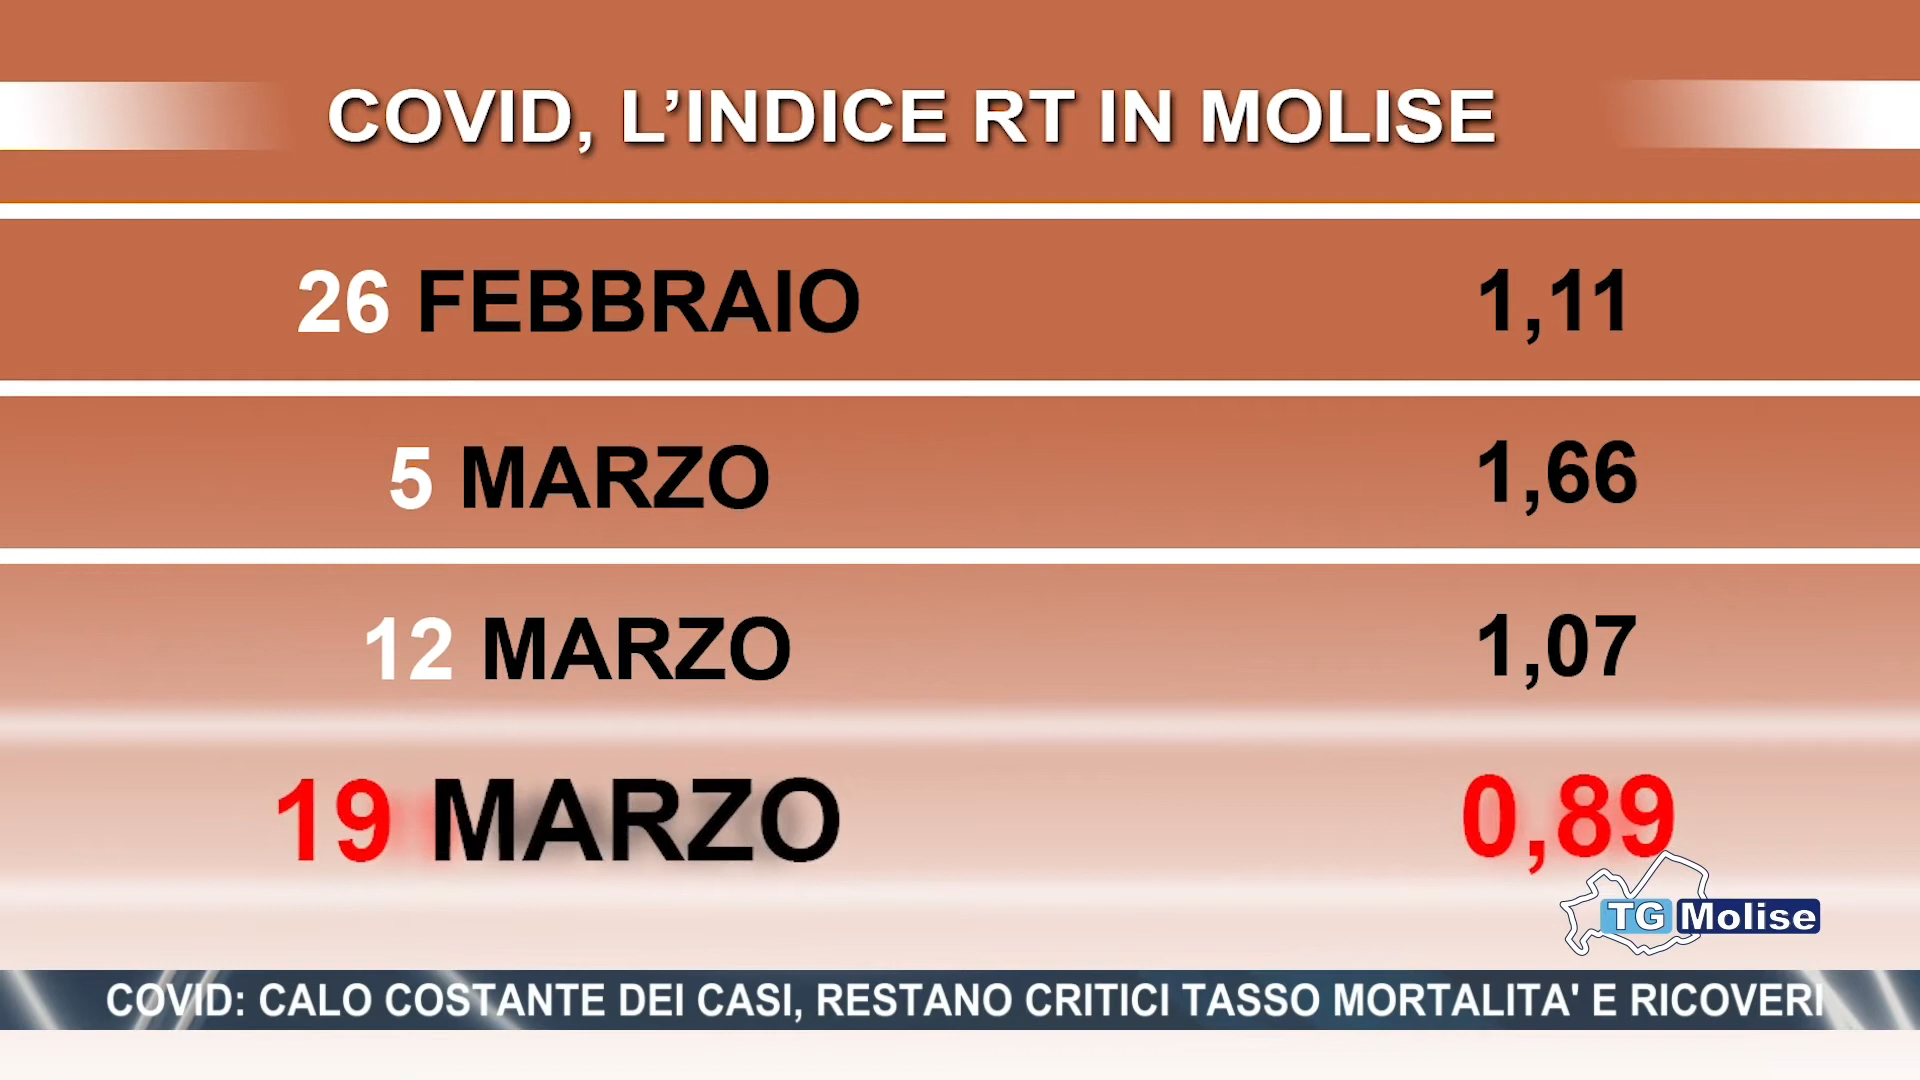 COVID, L’INDICE RT IN MOLISE
26 FEBBRAIO 1,11
5 MARZO 1,66
12 MARZO 1,07
19 MARZO 0,89
TG Molise
COVID: CALO COSTANTE DEI CASI, RESTANO CRITICI TASSO MORTALITA' E RICOVERI